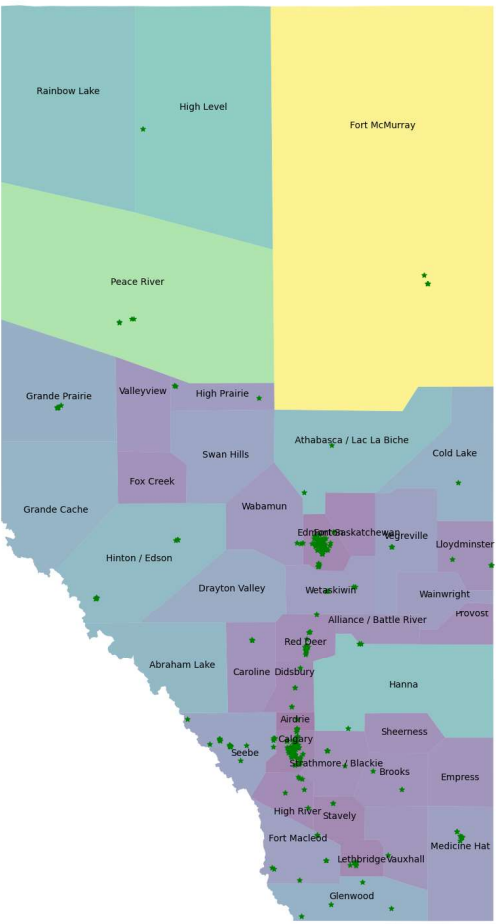 Rainbow Lake
High Level
Fort McMurray
Peace River
Grande Prairie
Valleyview
High Prairie
Athabasca / Lac La Biche
Swan Hills
Cold Lake
Fox Creek
Grande Cache
Wabamun
Edmonton
Fort Saskatchewan
Vegreville
Lloydminster
Hinton / Edson
Drayton Valley
Wetaskiwin
Wainwright
Provost
Alliance / Battle River
Red Deer
Abraham Lake
Caroline
Didsbury
Hanna
Airdrie
Sheerness
Calgary
Seebe
Strathmore / Blackie
Brooks
Empress
High River
Stavely
Fort Macleod
Medicine Hat
Lethbridge
Vauxhall
Glenwood